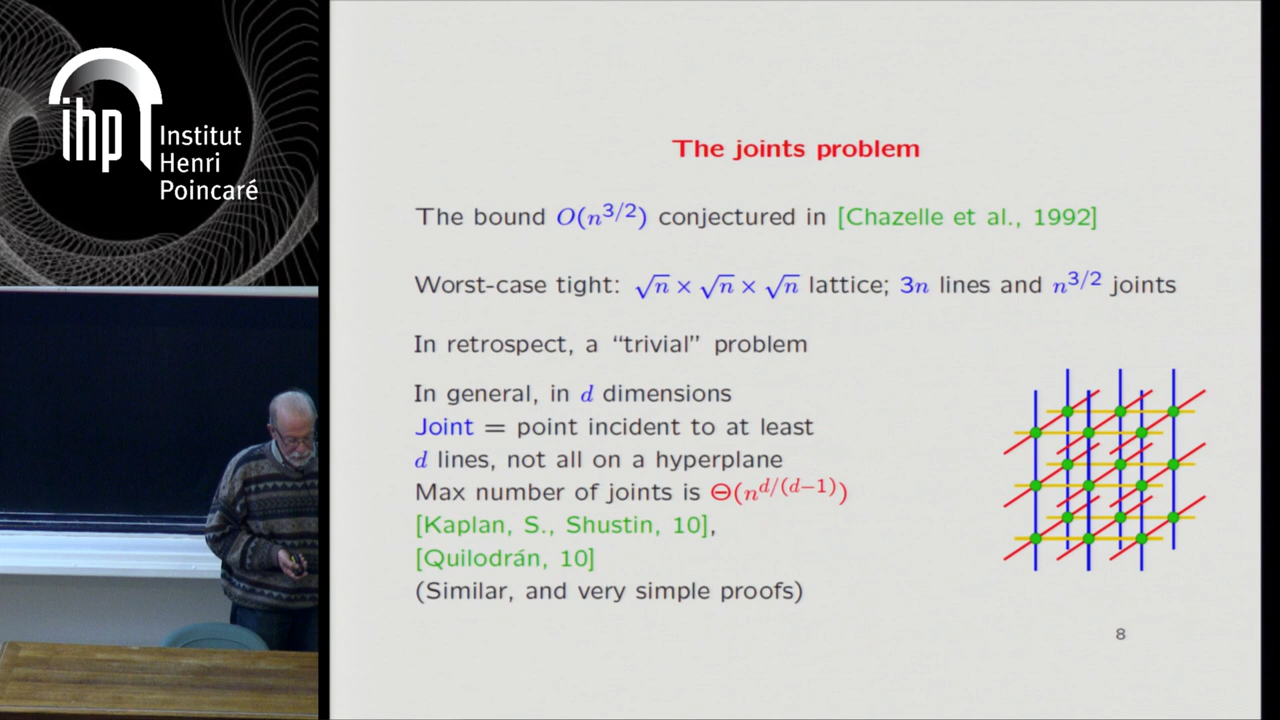 ihp
Institut
Henri
Poincaré
The joints problem
The bound O(n^{3/2}) conjectured in [Chazelle et al., 1992]
Worst-case tight: √n × √n × √n lattice; 3n lines and n^{3/2} joints
In retrospect, a “trivial” problem
In general, in d dimensions
Joint = point incident to at least
d lines, not all on a hyperplane
Max number of joints is Θ(n^{d/(d−1)})
[Kaplan, S., Shustin, 10],
[Quilodrán, 10]
(Similar, and very simple proofs)
8